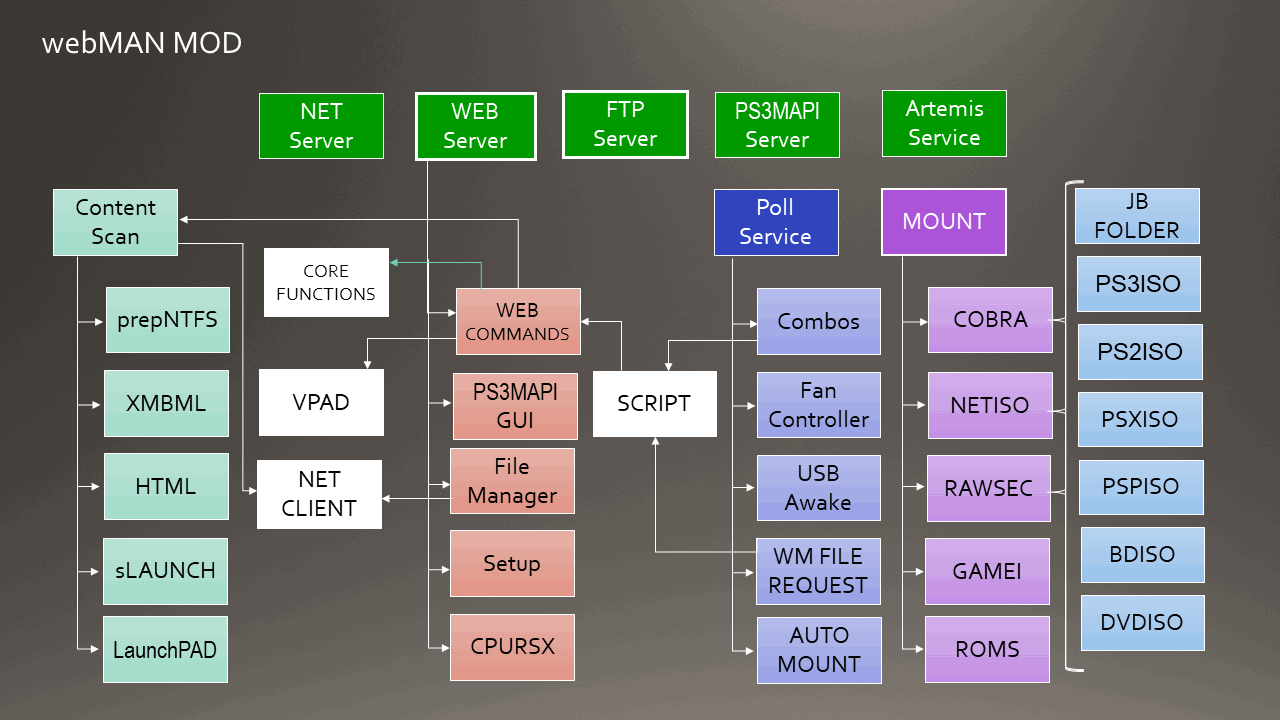 webMAN MOD
NET
Server
WEB
Server
FTP
Server
PS3MAPI
Server
Artemis
Service
Content
Scan
prepNTFS
XMBML
HTML
sLAUNCH
LaunchPAD
CORE
FUNCTIONS
VPAD
NET
CLIENT
WEB
COMMANDS
PS3MAPI
GUI
File
Manager
Setup
CPURSX
SCRIPT
Poll
Service
Combos
Fan
Controller
USB
Awake
WM FILE
REQUEST
AUTO
MOUNT
MOUNT
COBRA
NETISO
RAWSEC
GAMEI
ROMS
JB
FOLDER
PS3ISO
PS2ISO
PSXISO
PSPISO
BDISO
DVDISO